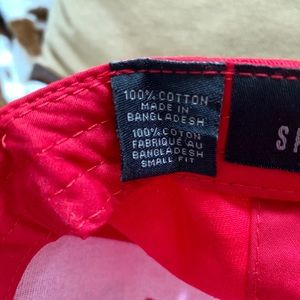 100% COTTON
MADE IN
BANGLADESH
100% COTON
FABRIQUÉ AU
BANGLADESH
SMALL FIT